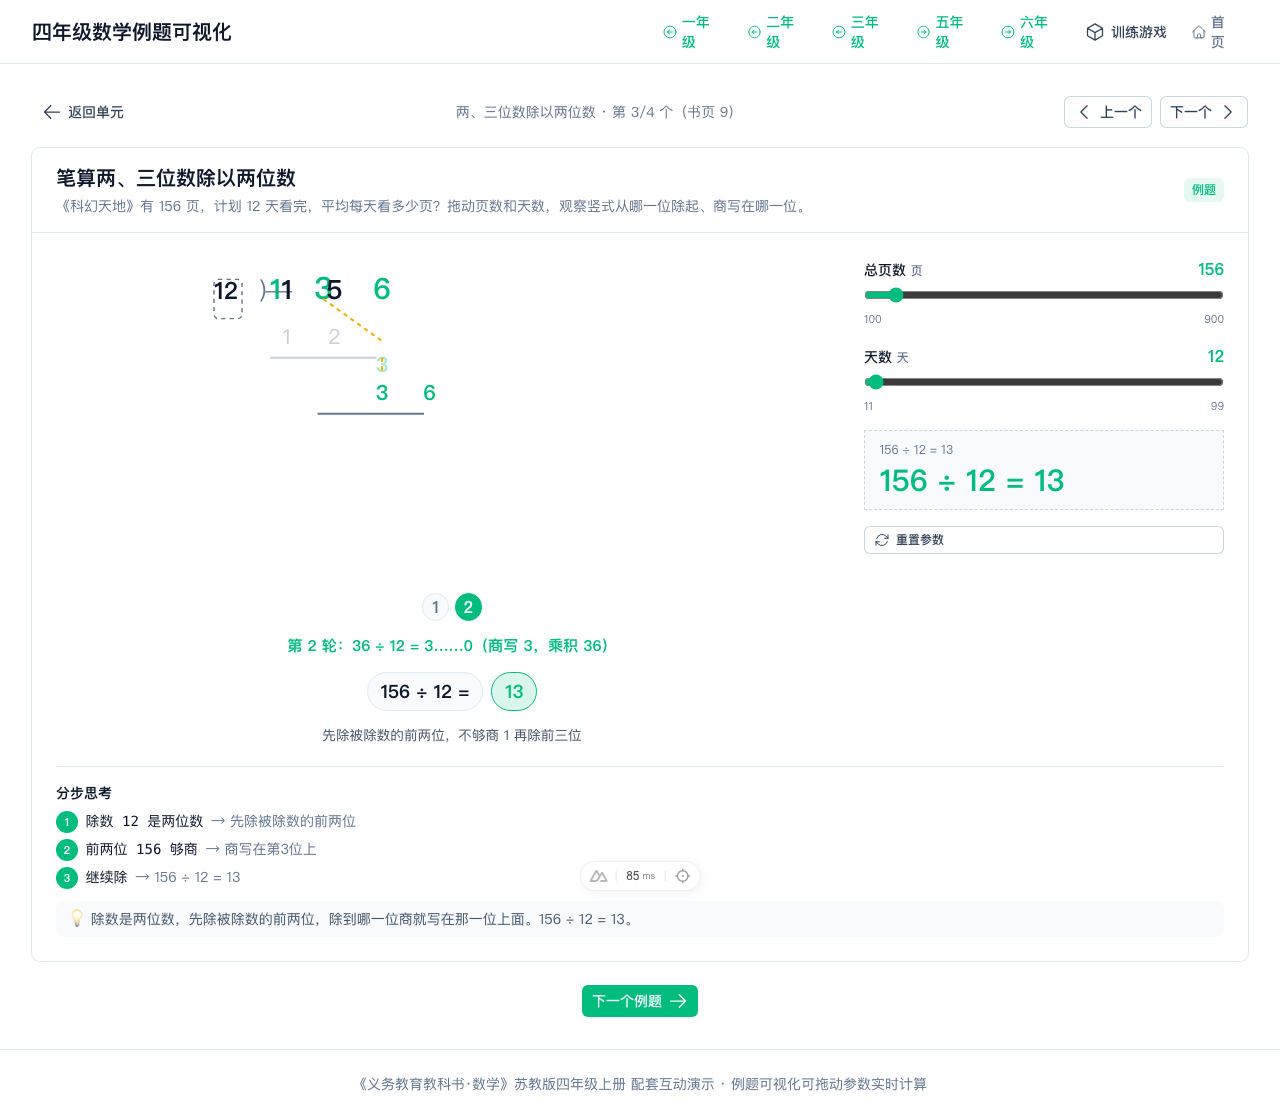 四年级数学例题可视化
一年级
二年级
三年级
五年级
六年级
训练游戏
首页
返回单元
两、三位数除以两位数 · 第 3/4 个（书页 9）
上一个
下一个
笔算两、三位数除以两位数
《科幻天地》有 156 页，计划 12 天看完，平均每天看多少页？拖动页数和天数，观察竖式从哪一位除起、商写在哪一位。
例题
1 3
12 ) 1 5 6
1 2
3
3 6
总页数 页 156
100 900
天数 天 12
11 99
156 ÷ 12 = 13
156 ÷ 12 = 13
重置参数
1 2
第 2 轮：36 ÷ 12 = 3……0（商写 3，乘积 36）
156 ÷ 12 = 13
先除被除数的前两位，不够商 1 再除前三位
分步思考
1 除数 12 是两位数 → 先除被除数的前两位
2 前两位 156 够商 → 商写在第3位上
3 继续除 → 156 ÷ 12 = 13
85 ms
💡 除数是两位数，先除被除数的前两位，除到哪一位商就写在那一位上面。156 ÷ 12 = 13。
下一个例题 →
《义务教育教科书·数学》苏教版四年级上册 配套互动演示 · 例题可视化可拖动参数实时计算